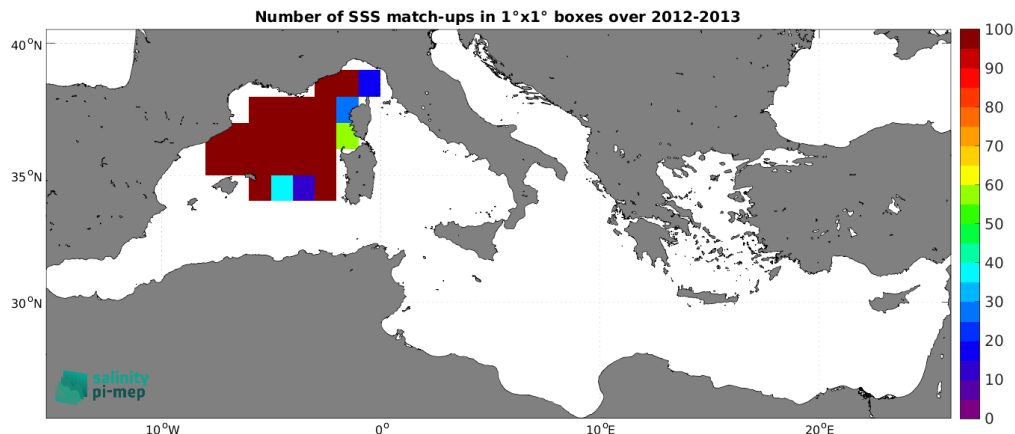 Number of SSS match-ups in 1°x1° boxes over 2012-2013
40°N
35°N
30°N
10°W
0°
10°E
20°E
100
90
80
70
60
50
40
30
20
10
0
salinity
pi-mep